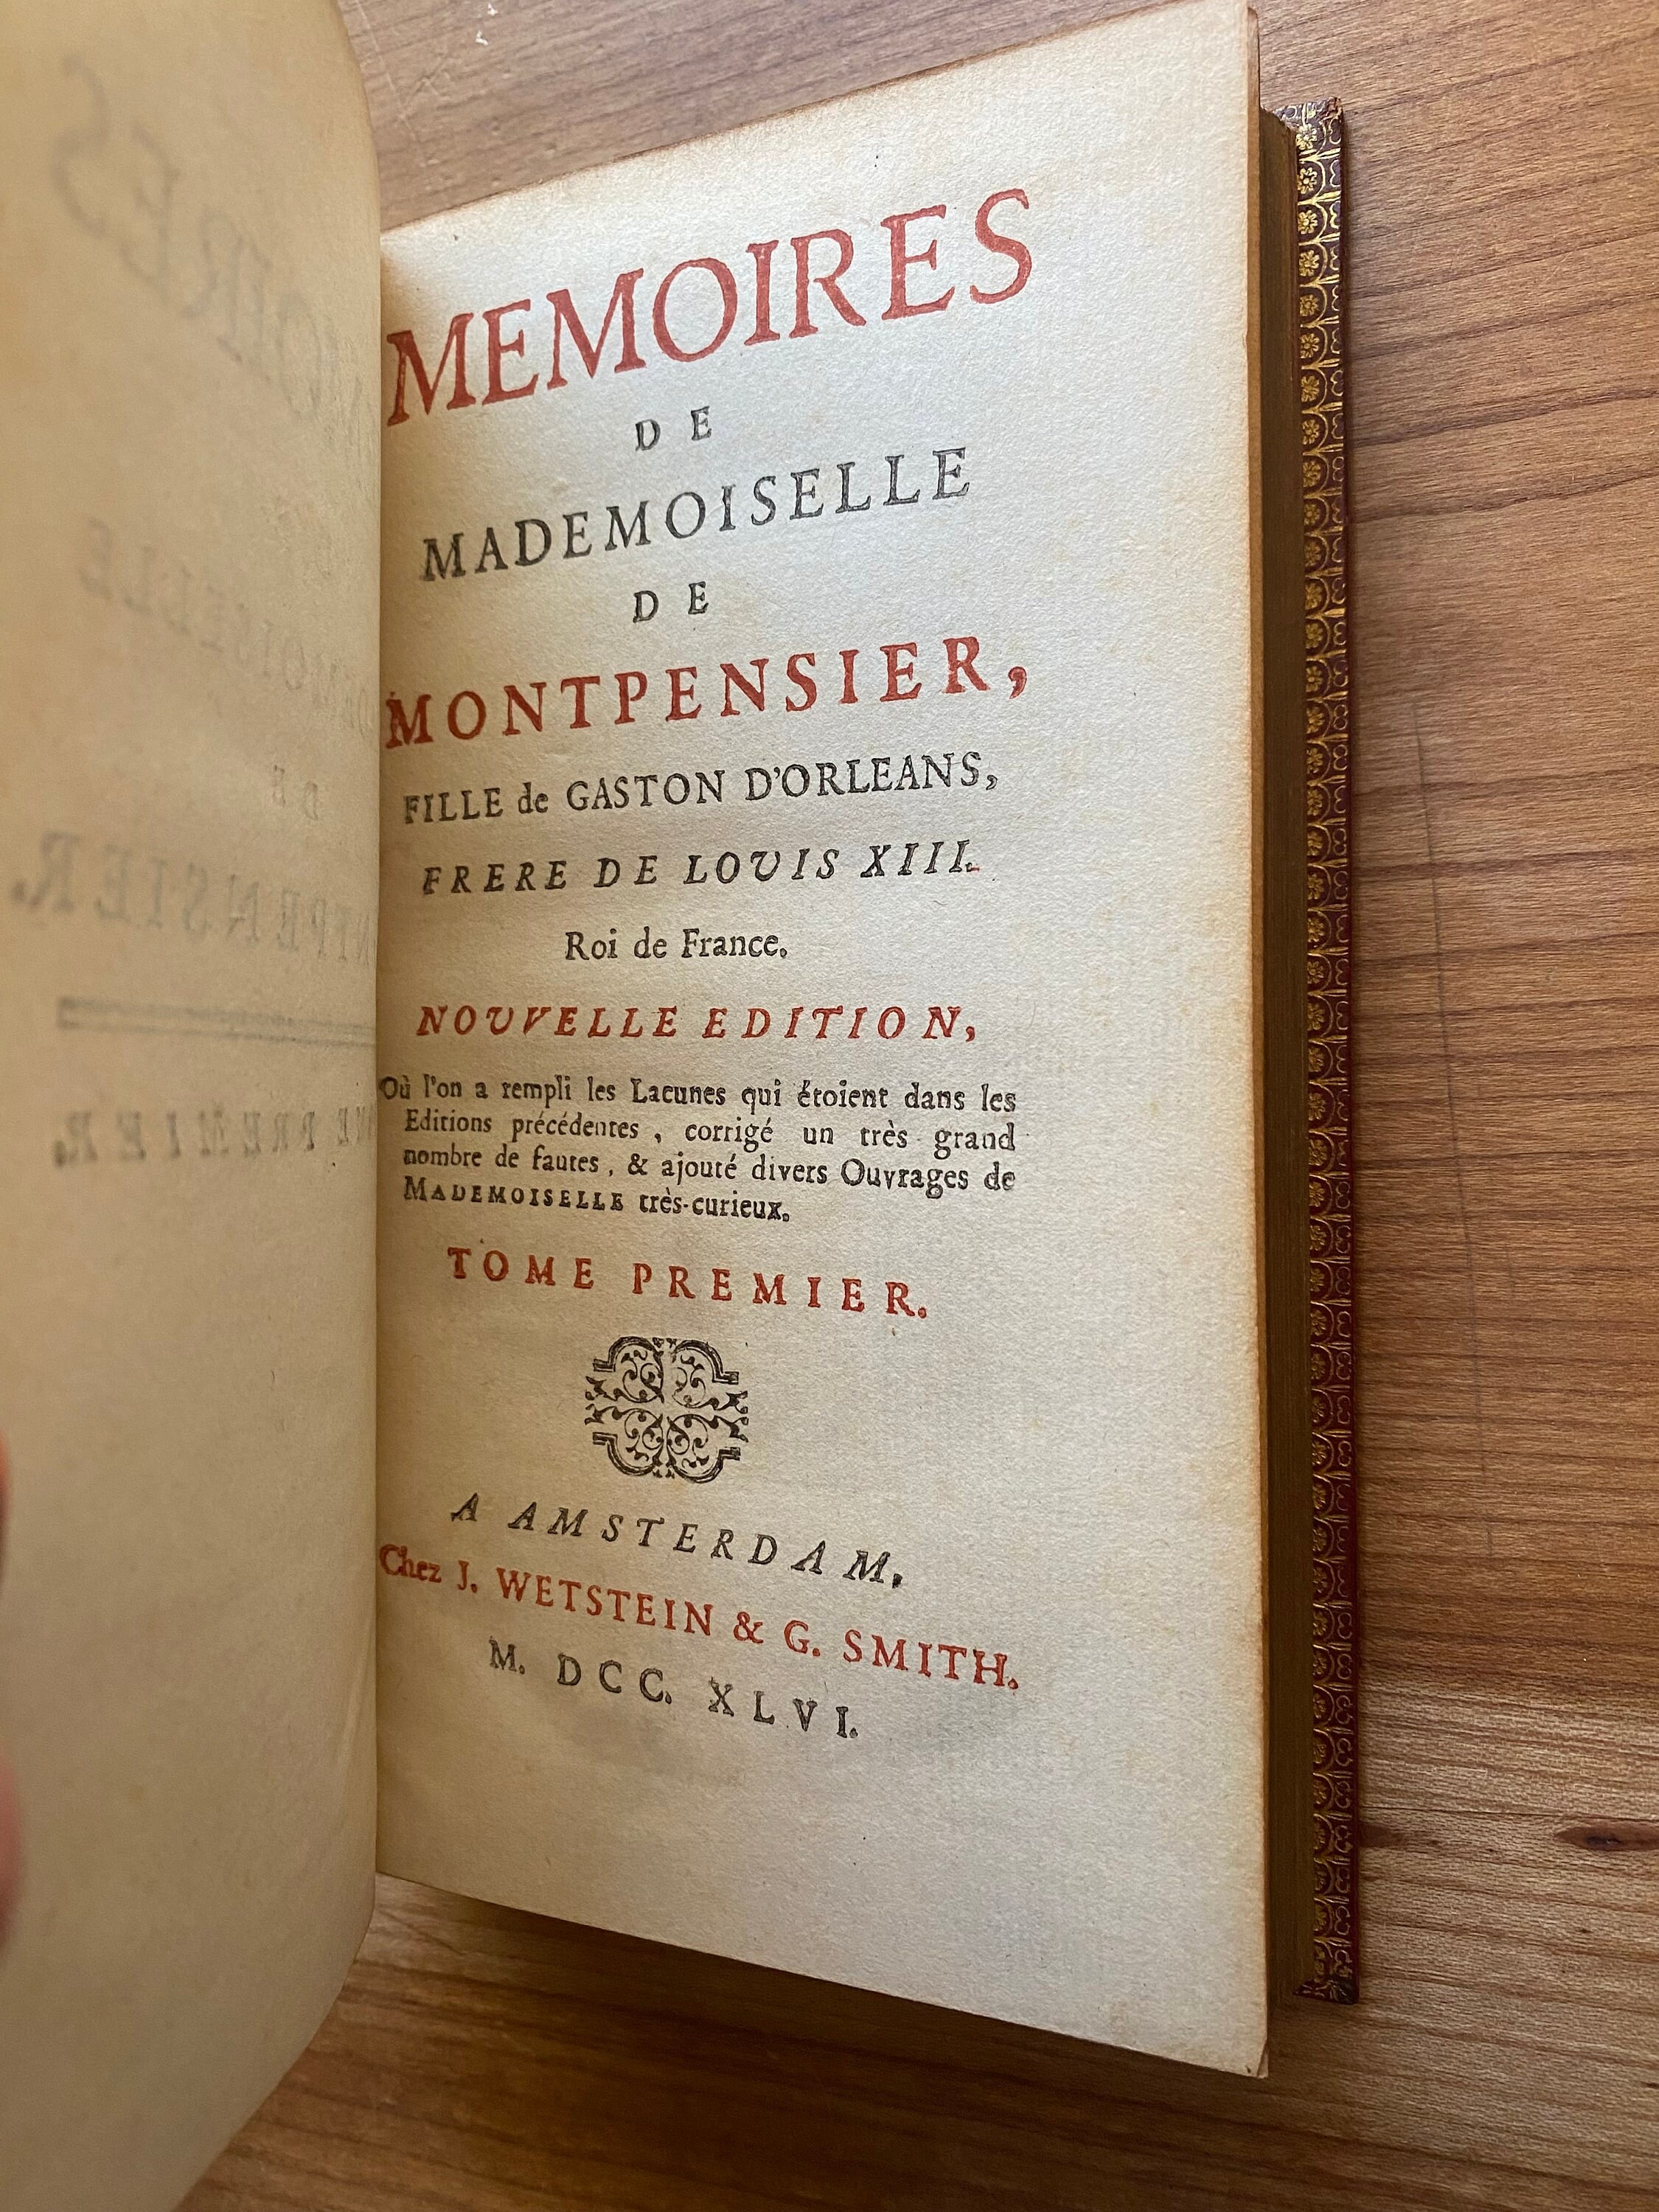 MEMOIRES
DE
MADEMOISELLE
DE
MONTPENSIER,
FILLE de GASTON D'ORLEANS,
FRERE DE LOUIS XIII.
Roi de France.
NOUVELLE EDITION,
Où l'on a rempli les Lacunes qui étoient dans les
Editions précédentes, corrigé un très grand
nombre de fautes, & ajouté divers Ouvrages de
MADEMOISELLE très-curieux.
TOME PREMIER.
A AMSTERDAM,
Chez J. WETSTEIN & G. SMITH.
M. DCC. XLVI.